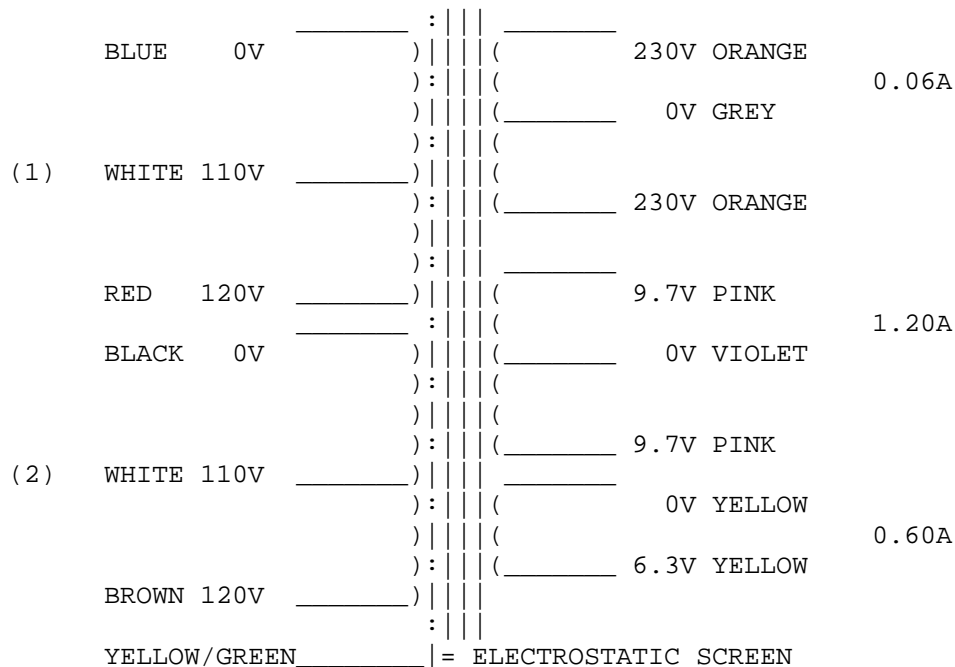 BLUE 0V 230V ORANGE
0.06A
0V GREY
(1) WHITE 110V
230V ORANGE
RED 120V 9.7V PINK
1.20A
BLACK 0V 0V VIOLET
9.7V PINK
(2) WHITE 110V
0V YELLOW
0.60A
6.3V YELLOW
BROWN 120V
YELLOW/GREEN = ELECTROSTATIC SCREEN